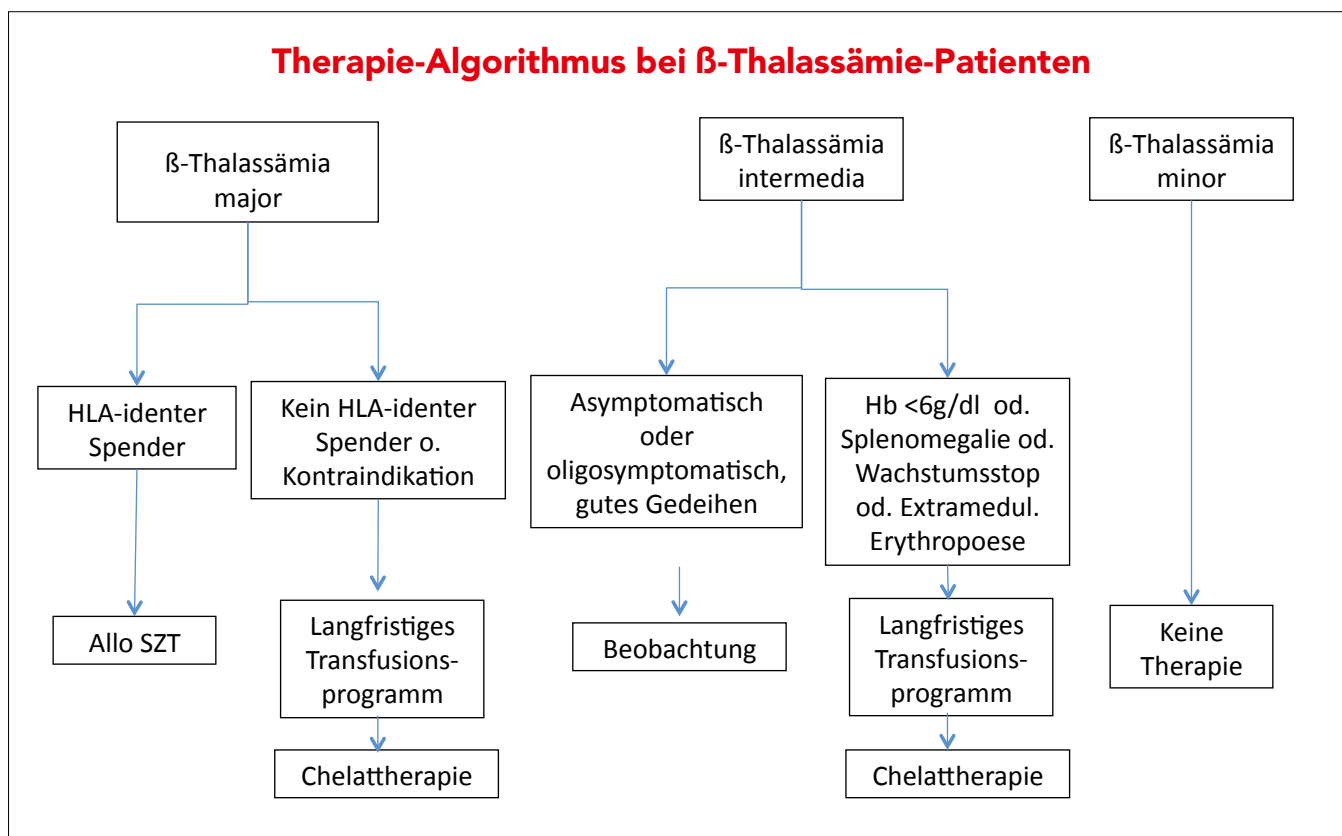 Therapie-Algorithmus bei ß-Thalassämie-Patienten
ß-Thalassämia
major
ß-Thalassämia
intermedia
ß-Thalassämia
minor
HLA-identer
Spender
Kein HLA-identer
Spender o.
Kontraindikation
Asymptomatisch
oder
oligosymptomatisch,
gutes Gedeihen
Hb <6g/dl od.
Splenomegalie od.
Wachstumsstop
od. Extramedul.
Erythropoese
Allo SZT
Langfristiges
Transfusions-
programm
Beobachtung
Langfristiges
Transfusions-
programm
Keine
Therapie
Chelattherapie
Chelattherapie